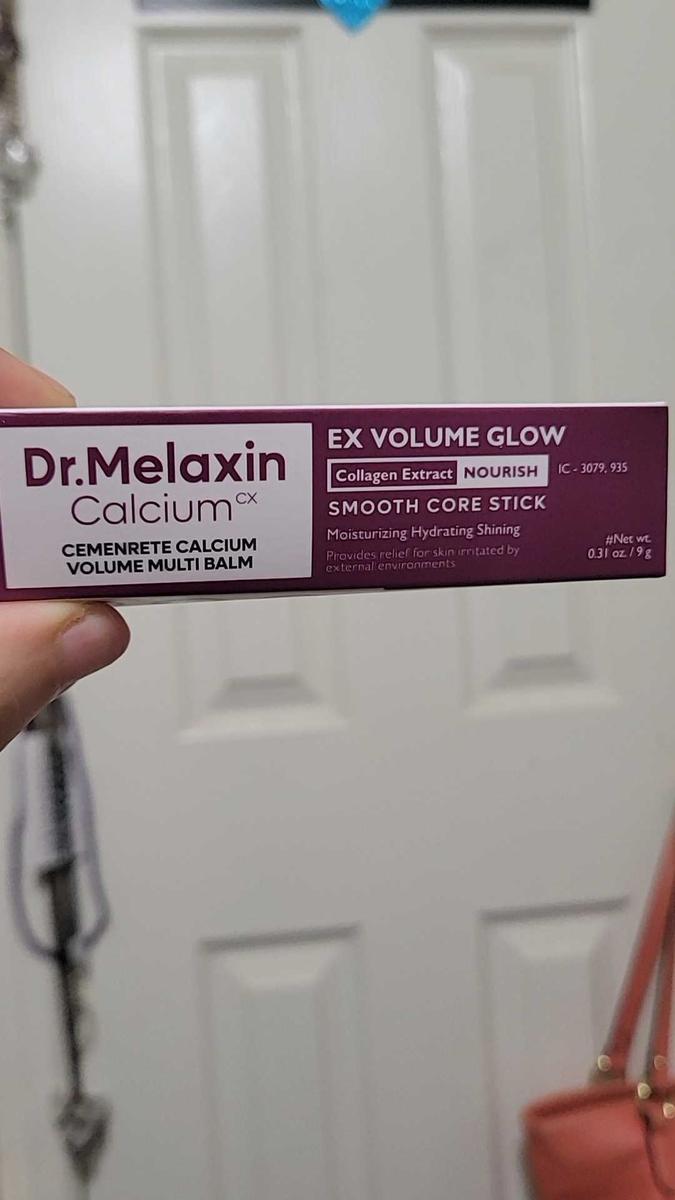 Dr.Melaxin
Calcium CX
CEMENRETE CALCIUM
VOLUME MULTI BALM
EX VOLUME GLOW
Collagen Extract NOURISH
IC - 3079, 935
SMOOTH CORE STICK
Moisturizing Hydrating Shining
Provides relief for skin irritated by
external environments
#Net wt.
0.31 oz. / 9 g